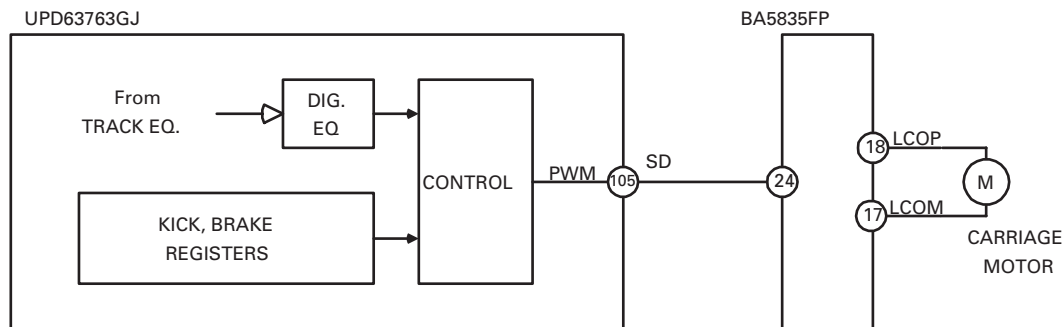 UPD63763GJ
BA5835FP
From
TRACK EQ.
DIG.
EQ
KICK, BRAKE
REGISTERS
CONTROL
PWM
105
SD
24
18
LCOP
17
LCOM
M
CARRIAGE
MOTOR